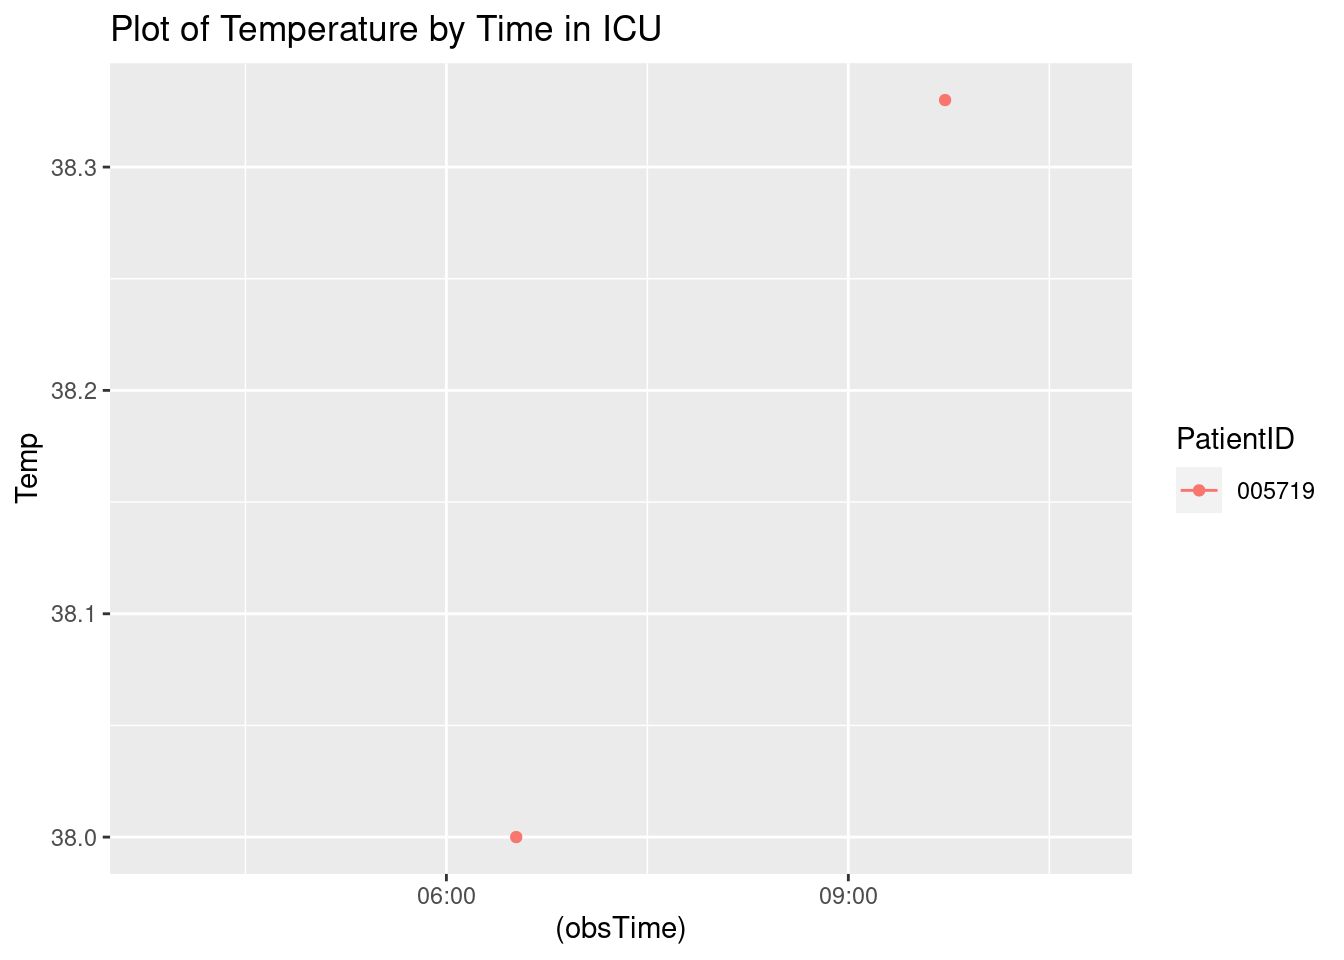 Plot of Temperature by Time in ICU
38.3
38.2
38.1
38.0
Temp
06:00 09:00
(obsTime)
PatientID
005719